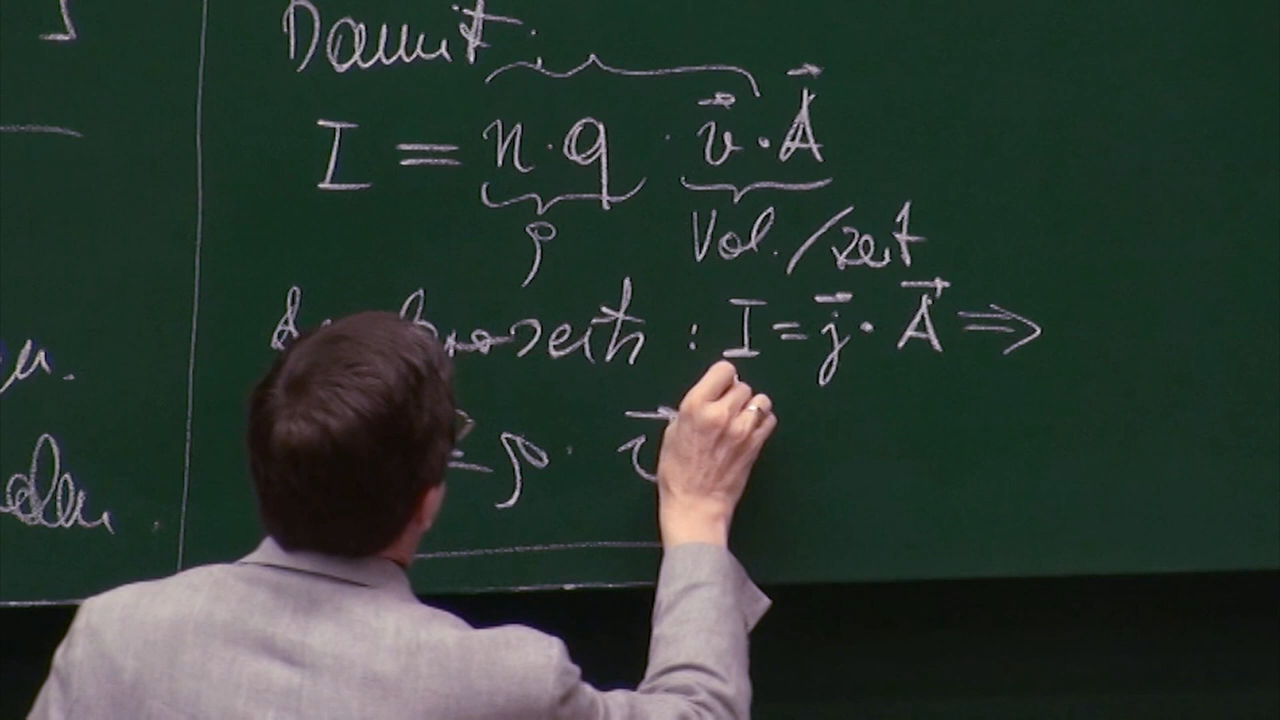 Damit:
I = n · q · v⃗ · A⃗
ρ Vol./zeit
: I = j⃗ · A⃗ ⇒
= ρ · v⃗